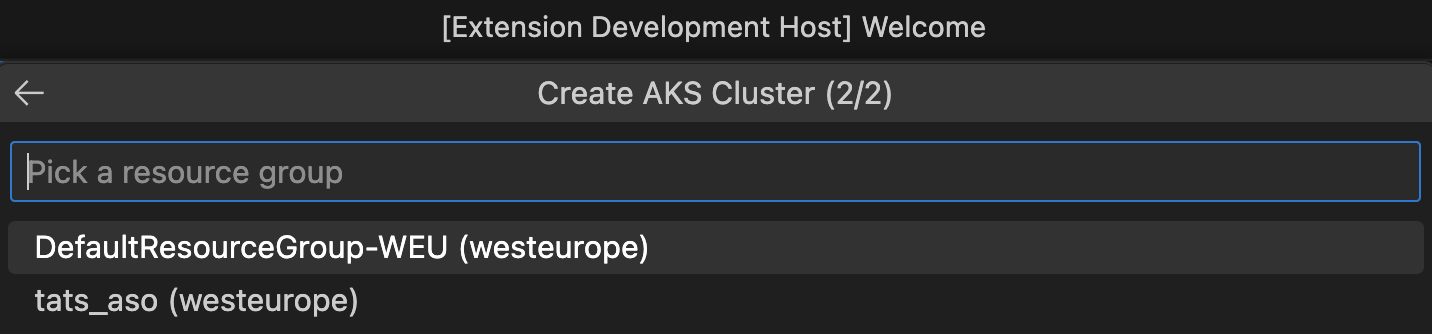 [Extension Development Host] Welcome
Create AKS Cluster (2/2)
Pick a resource group
DefaultResourceGroup-WEU (westeurope)
tats_aso (westeurope)